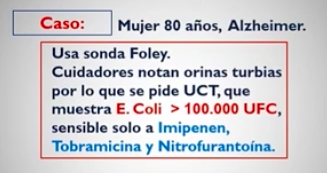 Caso:
Mujer 80 años, Alzheimer.
Usa sonda Foley.
Cuidadores notan orinas turbias
por lo que se pide UCT, que
muestra E. Coli > 100.000 UFC,
sensible solo a Imipenen,
Tobramicina y Nitrofurantoína.